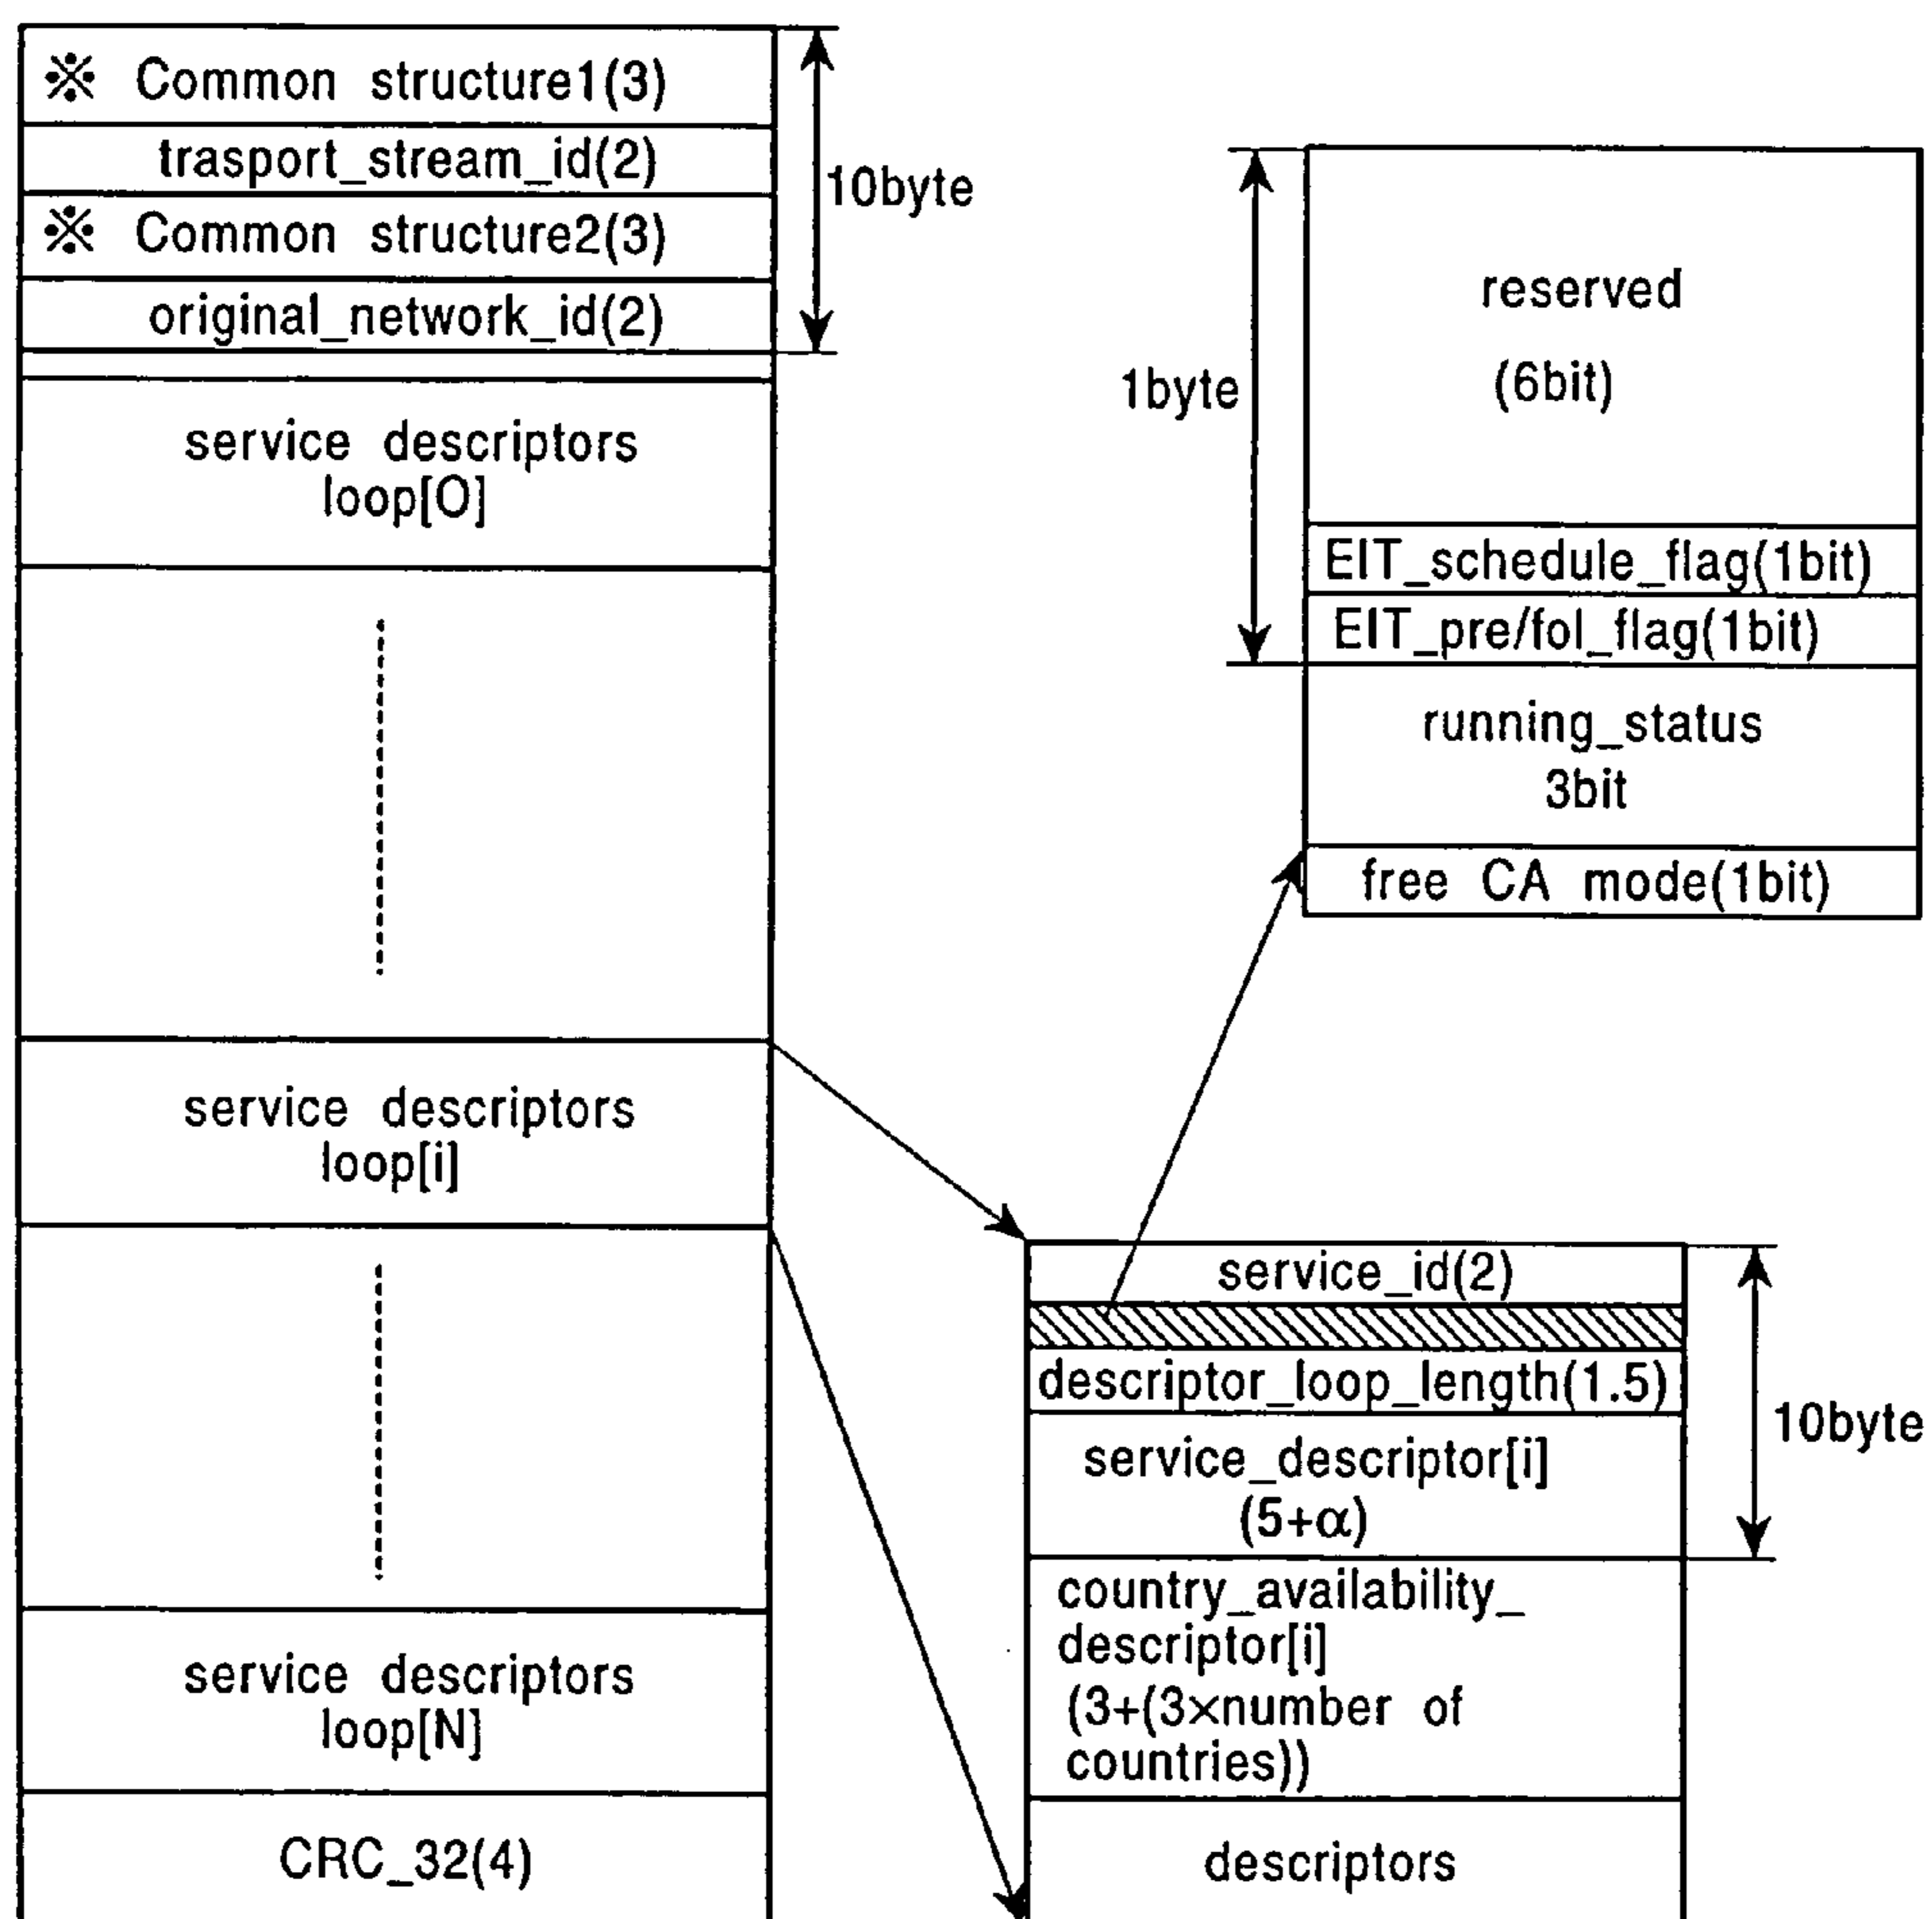 ※ Common structure1(3)
trasport_stream_id(2)
※ Common structure2(3)
original_network_id(2)
10byte
service descriptors
loop[O]
service descriptors
loop[i]
service descriptors
loop[N]
CRC_32(4)
1byte
reserved
(6bit)
EIT_schedule_flag(1bit)
EIT_pre/fol_flag(1bit)
running_status
3bit
free CA mode(1bit)
service_id(2)
descriptor_loop_length(1.5)
service_descriptor[i]
(5+α)
10byte
country_availability_
descriptor[i]
(3+(3×number of
countries))
descriptors